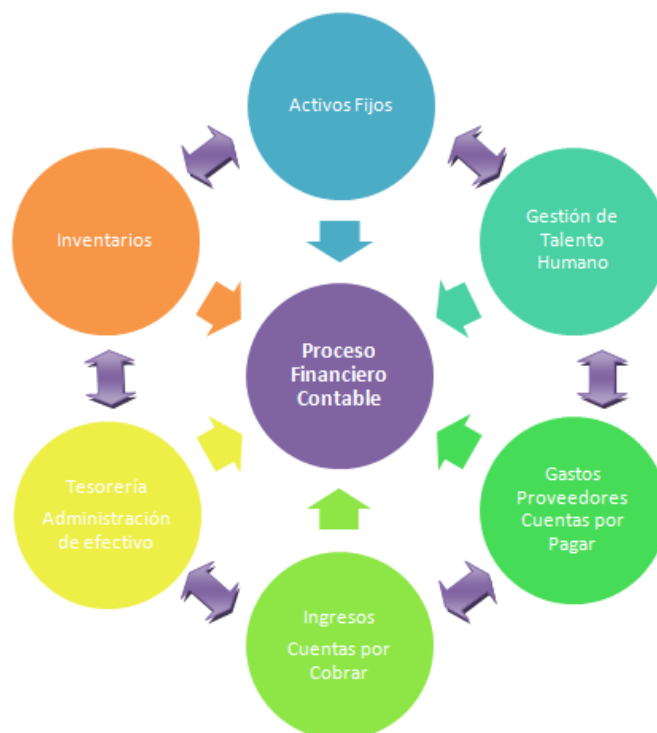 Activos Fijos
Gestión de
Talento
Humano
Inventarios
Proceso
Financiero
Contable
Tesorería
Administración
de efectivo
Gastos
Proveedores
Cuentas por
Pagar
Ingresos
Cuentas por
Cobrar